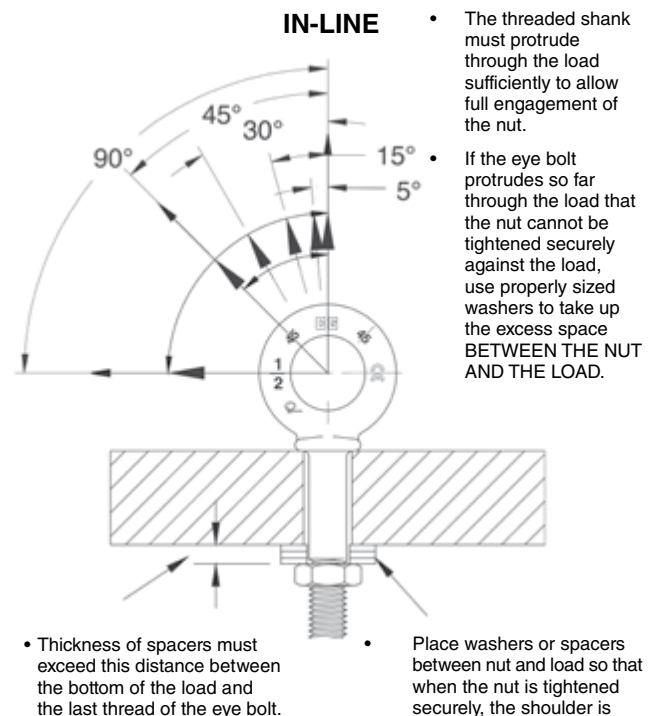 IN-LINE
• The threaded shank
must protrude
through the load
sufficiently to allow
full engagement of
the nut.
• If the eye bolt
protrudes so far
through the load that
the nut cannot be
tightened securely
against the load,
use properly sized
washers to take up
the excess space
BETWEEN THE NUT
AND THE LOAD.
45°
30°
90°
15°
5°
45
45
1
2
• Thickness of spacers must
exceed this distance between
the bottom of the load and
the last thread of the eye bolt.
• Place washers or spacers
between nut and load so that
when the nut is tightened
securely, the shoulder is